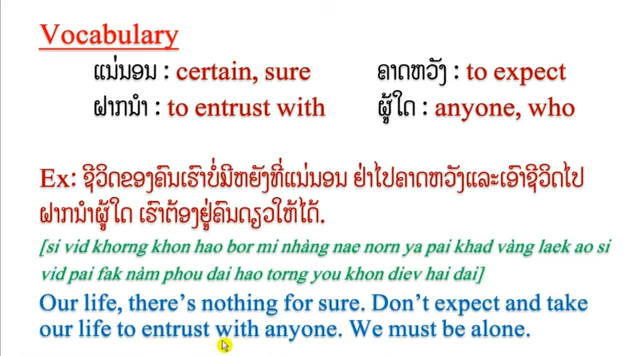 Vocabulary
ແນ່ນອນ : certain, sure ຄາດຫວັງ : to expect
ຝາກນຳ : to entrust with ຜູ້ໃດ : anyone, who
Ex: ຊີວິດຂອງຄົນເຮົາບໍ່ມີຫຍັງທີ່ແນ່ນອນ ຢ່າໄປຄາດຫວັງແລະເອົາຊີວິດໄປ
ຝາກນຳຜູ້ໃດ ເຮົາຕ້ອງຢູ່ຄົນດຽວໃຫ້ໄດ້.
[si vid khorng khon hao bor mi nhàng nae norn ya pai khad vàng laek ao si
vid pai fak nàm phou dai hao torng you khon diev hai dai]
Our life, there’s nothing for sure. Don’t expect and take
our life to entrust with anyone. We must be alone.